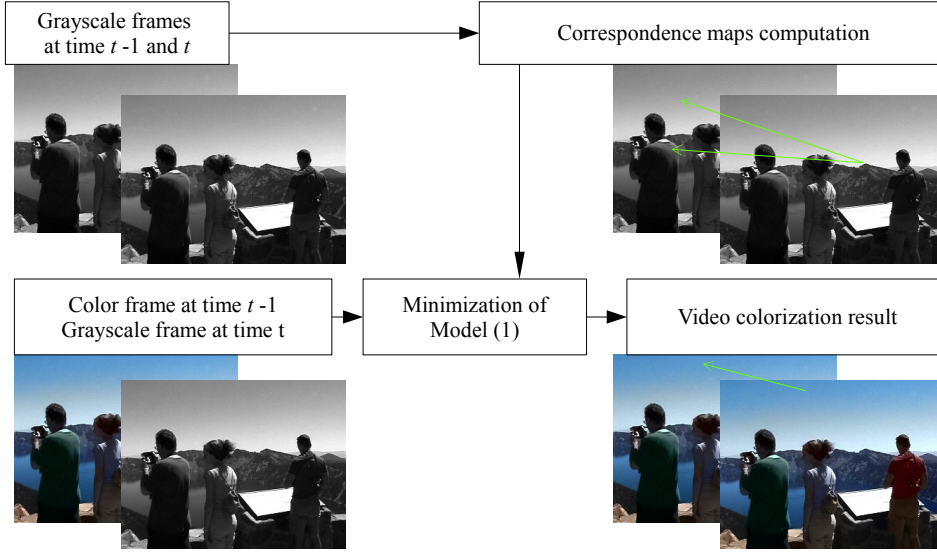 Grayscale frames
at time t -1 and t
Correspondence maps computation
Color frame at time t -1
Grayscale frame at time t
Minimization of
Model (1)
Video colorization result